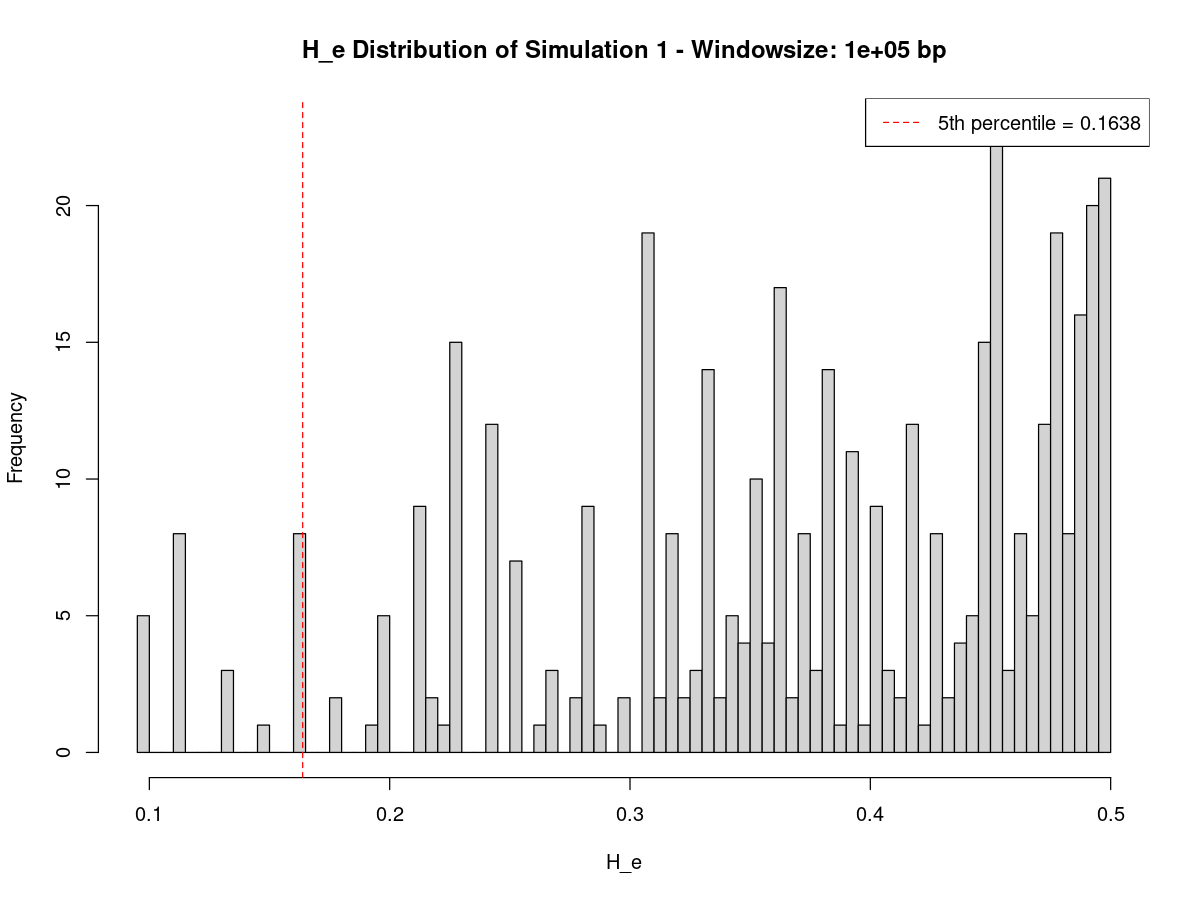 H_e Distribution of Simulation 1 - Windowsize: 1e+05 bp
5th percentile = 0.1638
Frequency
20
15
10
5
0
0.1 0.2 0.3 0.4 0.5
H_e